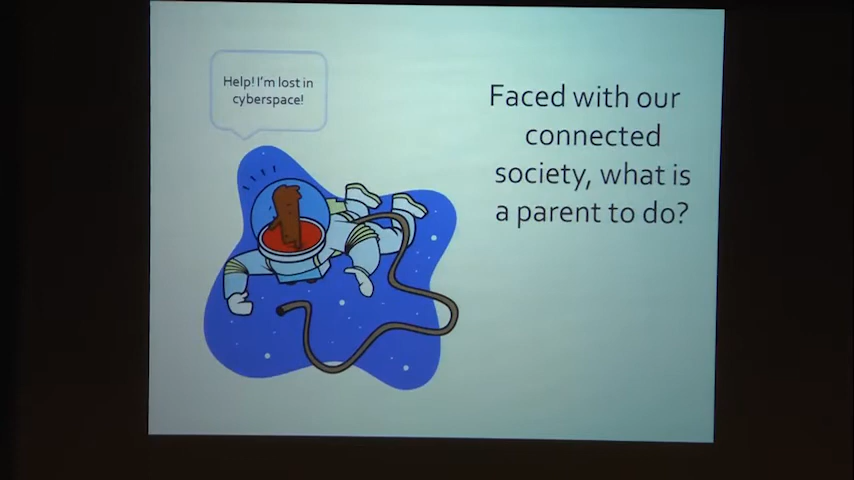 Help! I'm lost in
cyberspace!
Faced with our
connected
society, what is
a parent to do?